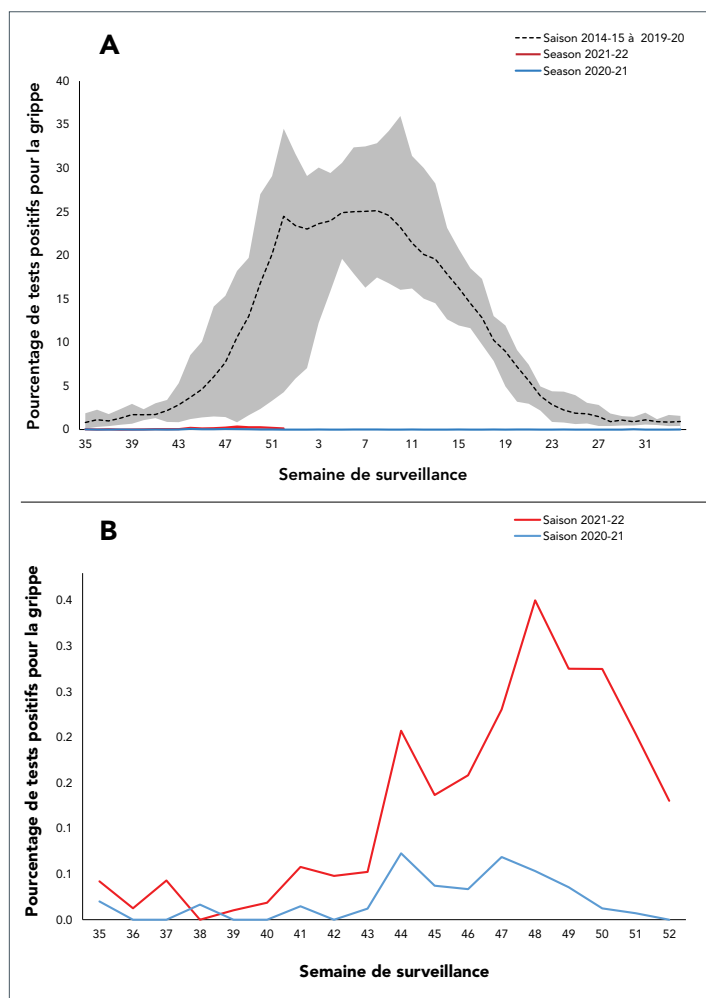 A
Saison 2014-15 à 2019-20
Season 2021-22
Season 2020-21
Pourcentage de tests positifs pour la grippe
40
35
30
25
20
15
10
5
0
35 39 43 47 51 3 7 11 15 19 23 27 31
Semaine de surveillance
B
Saison 2021-22
Saison 2020-21
Pourcentage de tests positifs pour la grippe
0.4
0.3
0.3
0.2
0.2
0.1
0.1
0.0
35 36 37 38 39 40 41 42 43 44 45 46 47 48 49 50 51 52
Semaine de surveillance